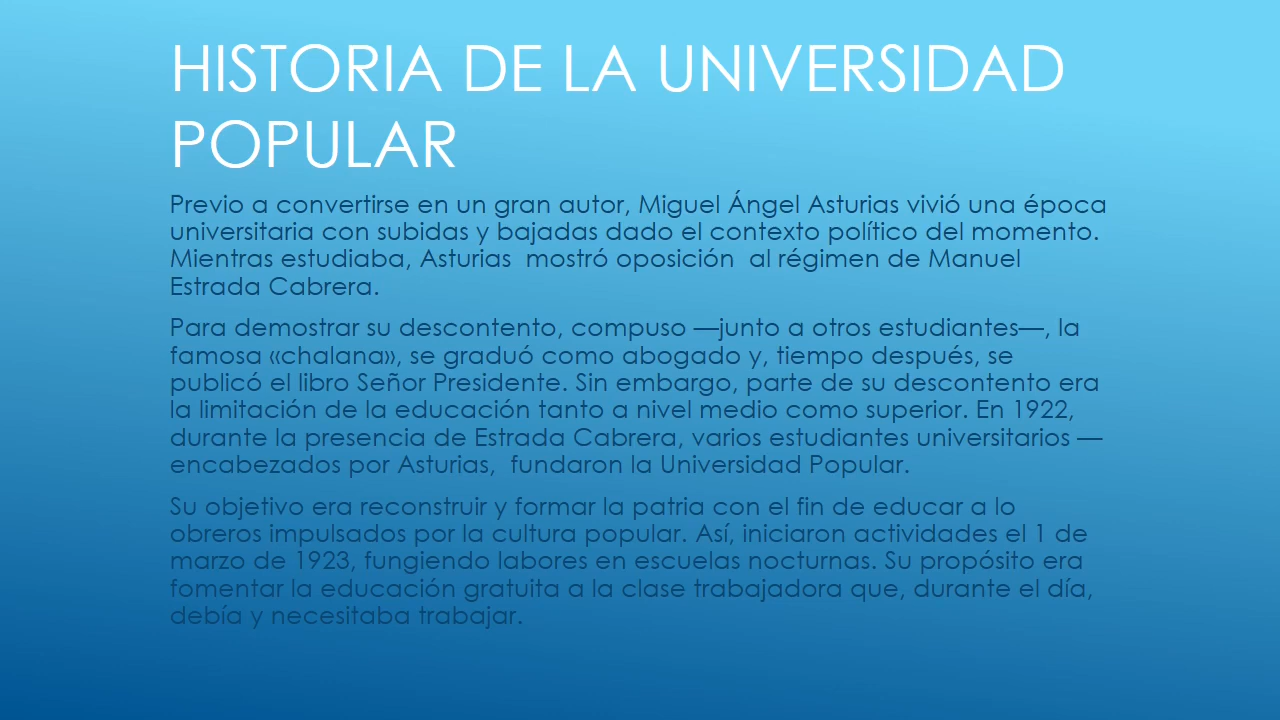 HISTORIA DE LA UNIVERSIDAD
POPULAR
Previo a convertirse en un gran autor, Miguel Ángel Asturias vivió una época
universitaria con subidas y bajadas dado el contexto político del momento.
Mientras estudiaba, Asturias  mostró oposición  al régimen de Manuel
Estrada Cabrera.
Para demostrar su descontento, compuso —junto a otros estudiantes—, la
famosa «chalana», se graduó como abogado y, tiempo después, se
publicó el libro Señor Presidente. Sin embargo, parte de su descontento era
la limitación de la educación tanto a nivel medio como superior. En 1922,
durante la presencia de Estrada Cabrera, varios estudiantes universitarios —
encabezados por Asturias,  fundaron la Universidad Popular.
Su objetivo era reconstruir y formar la patria con el fin de educar a lo
obreros impulsados por la cultura popular. Así, iniciaron actividades el 1 de
marzo de 1923, fungiendo labores en escuelas nocturnas. Su propósito era
fomentar la educación gratuita a la clase trabajadora que, durante el día,
debía y necesitaba trabajar.